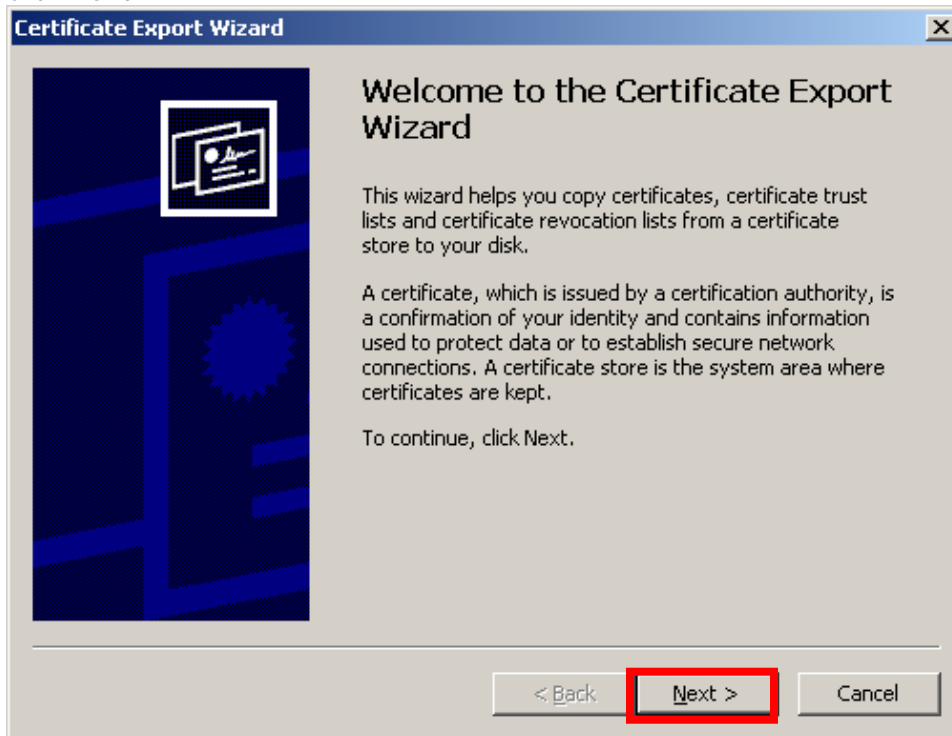 Certificate Export Wizard
Welcome to the Certificate Export
Wizard
This wizard helps you copy certificates, certificate trust
lists and certificate revocation lists from a certificate
store to your disk.
A certificate, which is issued by a certification authority, is
a confirmation of your identity and contains information
used to protect data or to establish secure network
connections. A certificate store is the system area where
certificates are kept.
To continue, click Next.
< Back
Next >
Cancel